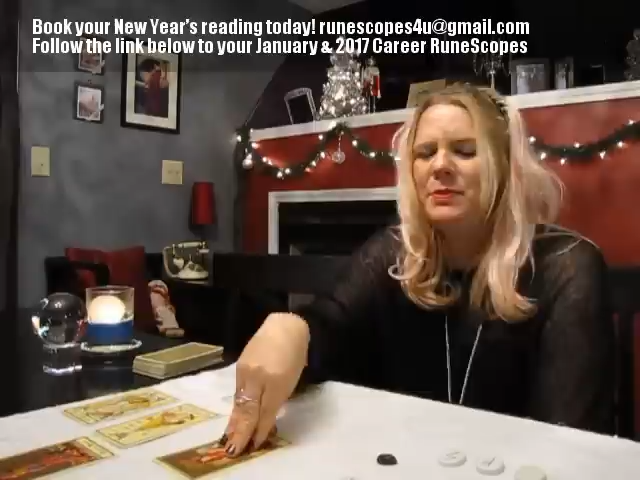 Book your New Year's reading today! runescopes4u@gmail.com
Follow the link below to your January & 2017 Career RuneScopes